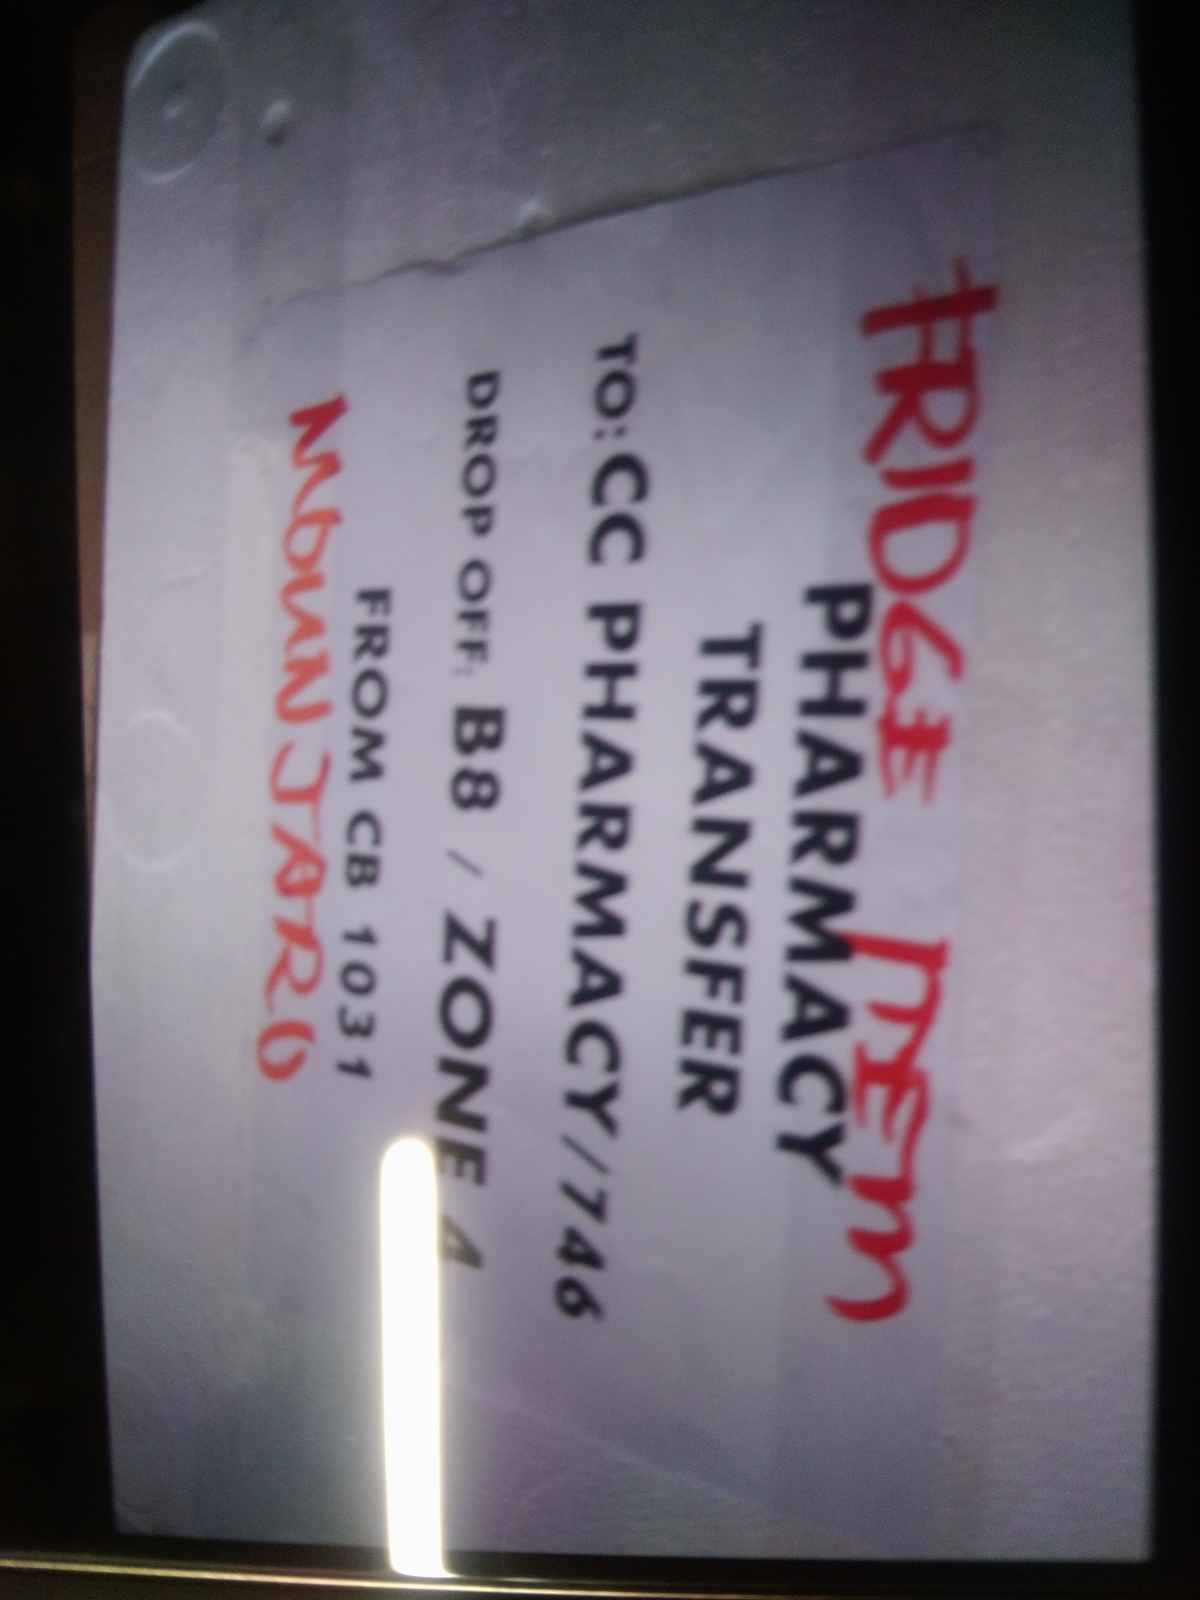 FRIDGE ITEM
PHARMACY
TRANSFER
TO: CC PHARMACY/746
DROP OFF: B8 / ZONE 4
FROM CB 1031
MOUNJARO